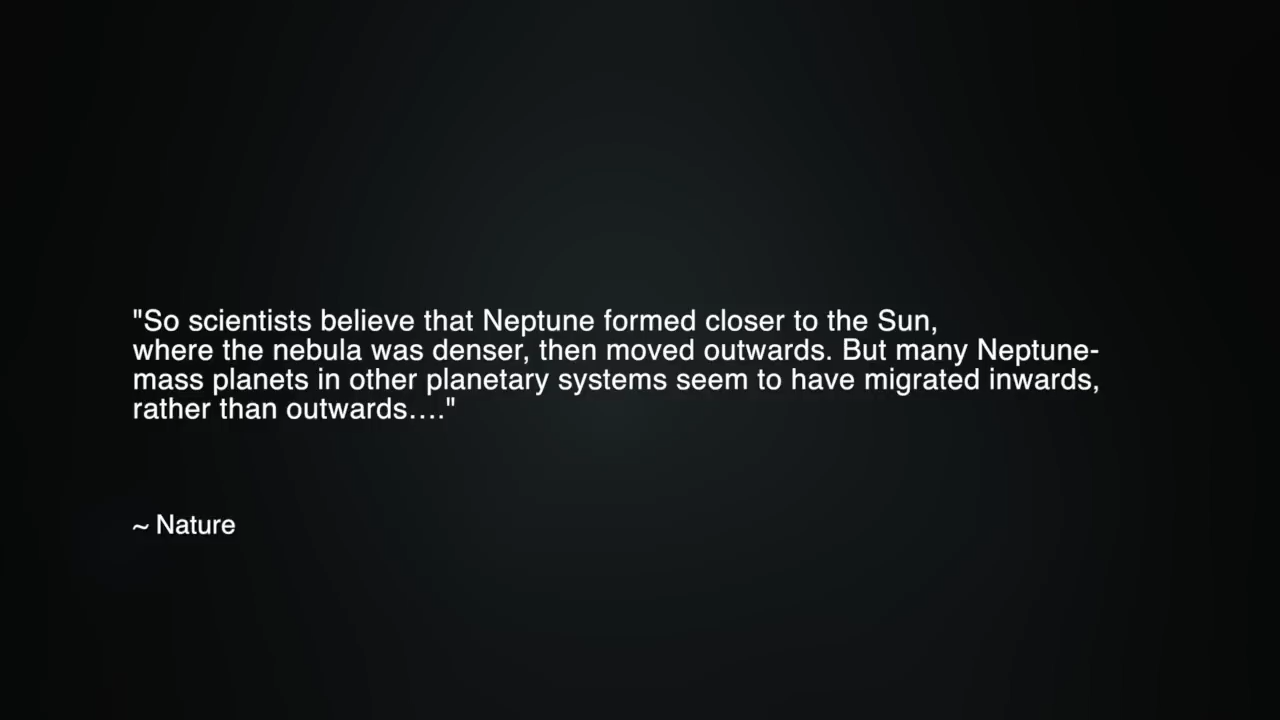 "So scientists believe that Neptune formed closer to the Sun,
where the nebula was denser, then moved outwards. But many Neptune-
mass planets in other planetary systems seem to have migrated inwards,
rather than outwards…."
~ Nature